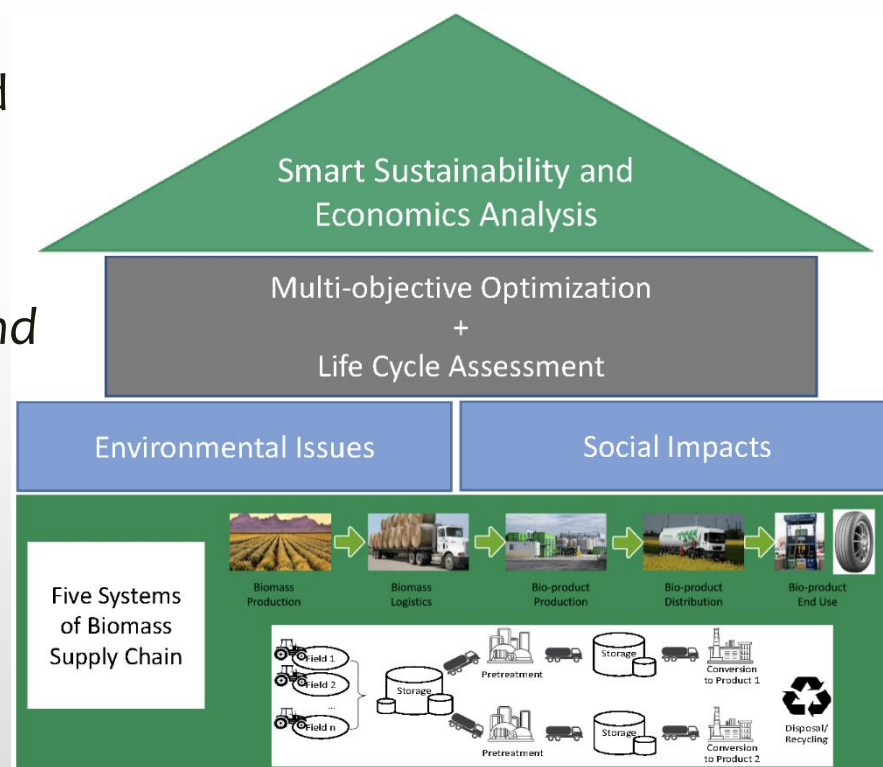 d
nd
Smart Sustainability and
Economics Analysis
Multi-objective Optimization
+
Life Cycle Assessment
Environmental Issues
Social Impacts
Five Systems
of Biomass
Supply Chain
Biomass
Production
Biomass
Logistics
Bio-product
Production
Bio-product
Distribution
Bio-product
End Use
Field 1
Field 2
...
Field n
Storage
Pretreatment
Storage
Conversion
to Product 1
Pretreatment
Storage
Conversion
to Product 2
Disposal/
Recycling